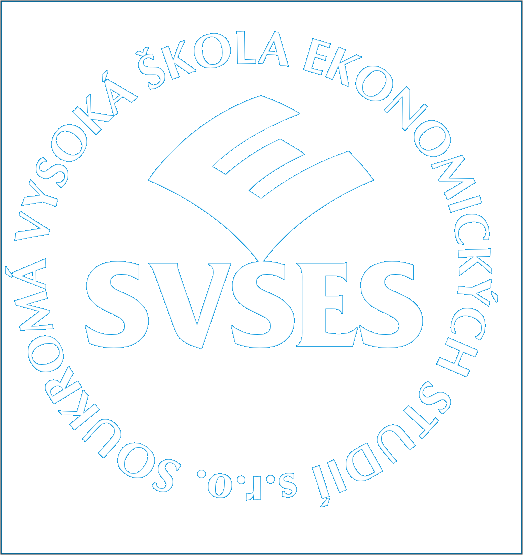 SOUKROMÁ VYSOKÁ ŠKOLA EKONOMICKÝCH STUDIÍ s.r.o.
SVSES